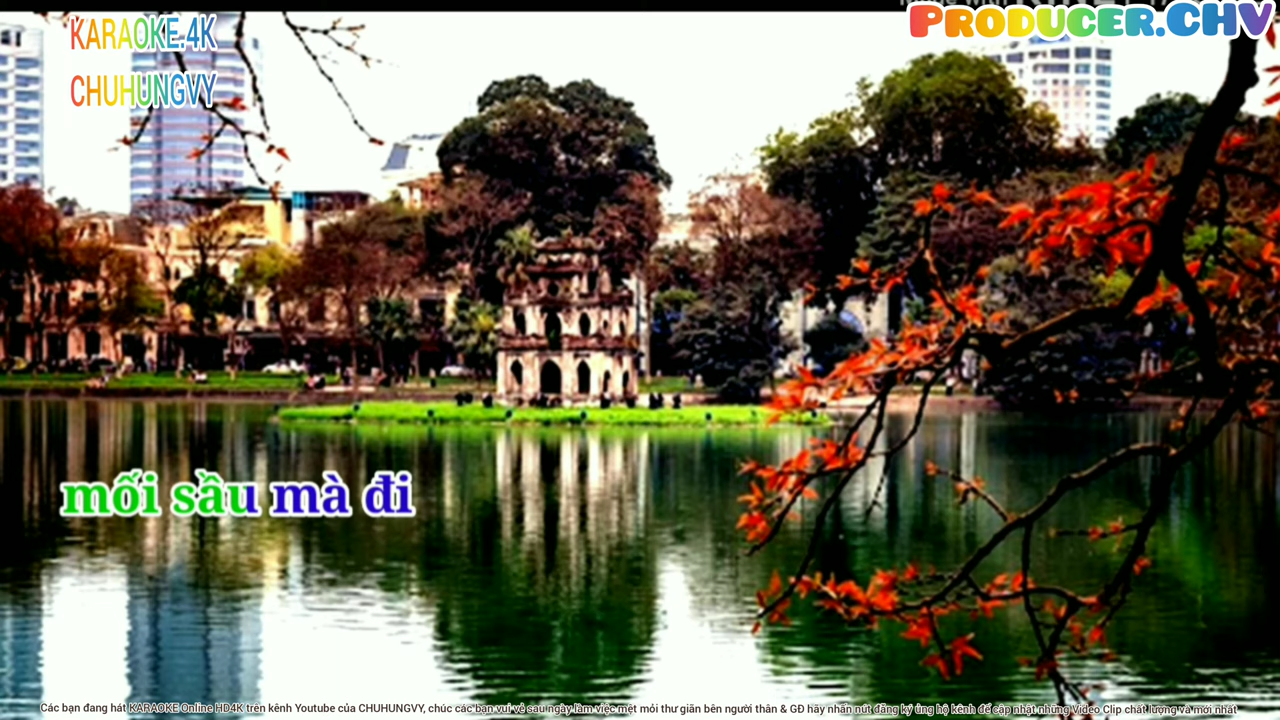 KARAOKE.4K
CHUHUNGVY
PRODUCER.CHV
mối sầu mà đi
Các bạn đang hát KARAOKE Online HD4K trên kênh Youtube của CHUHUNGVY, chúc các bạn vui vẻ sau ngày làm việc mệt mỏi thư giãn bên người thân & GĐ hãy nhấn nút đăng ký ủng hộ kênh để cập nhật những Video Clip chất lượng và mới nhất